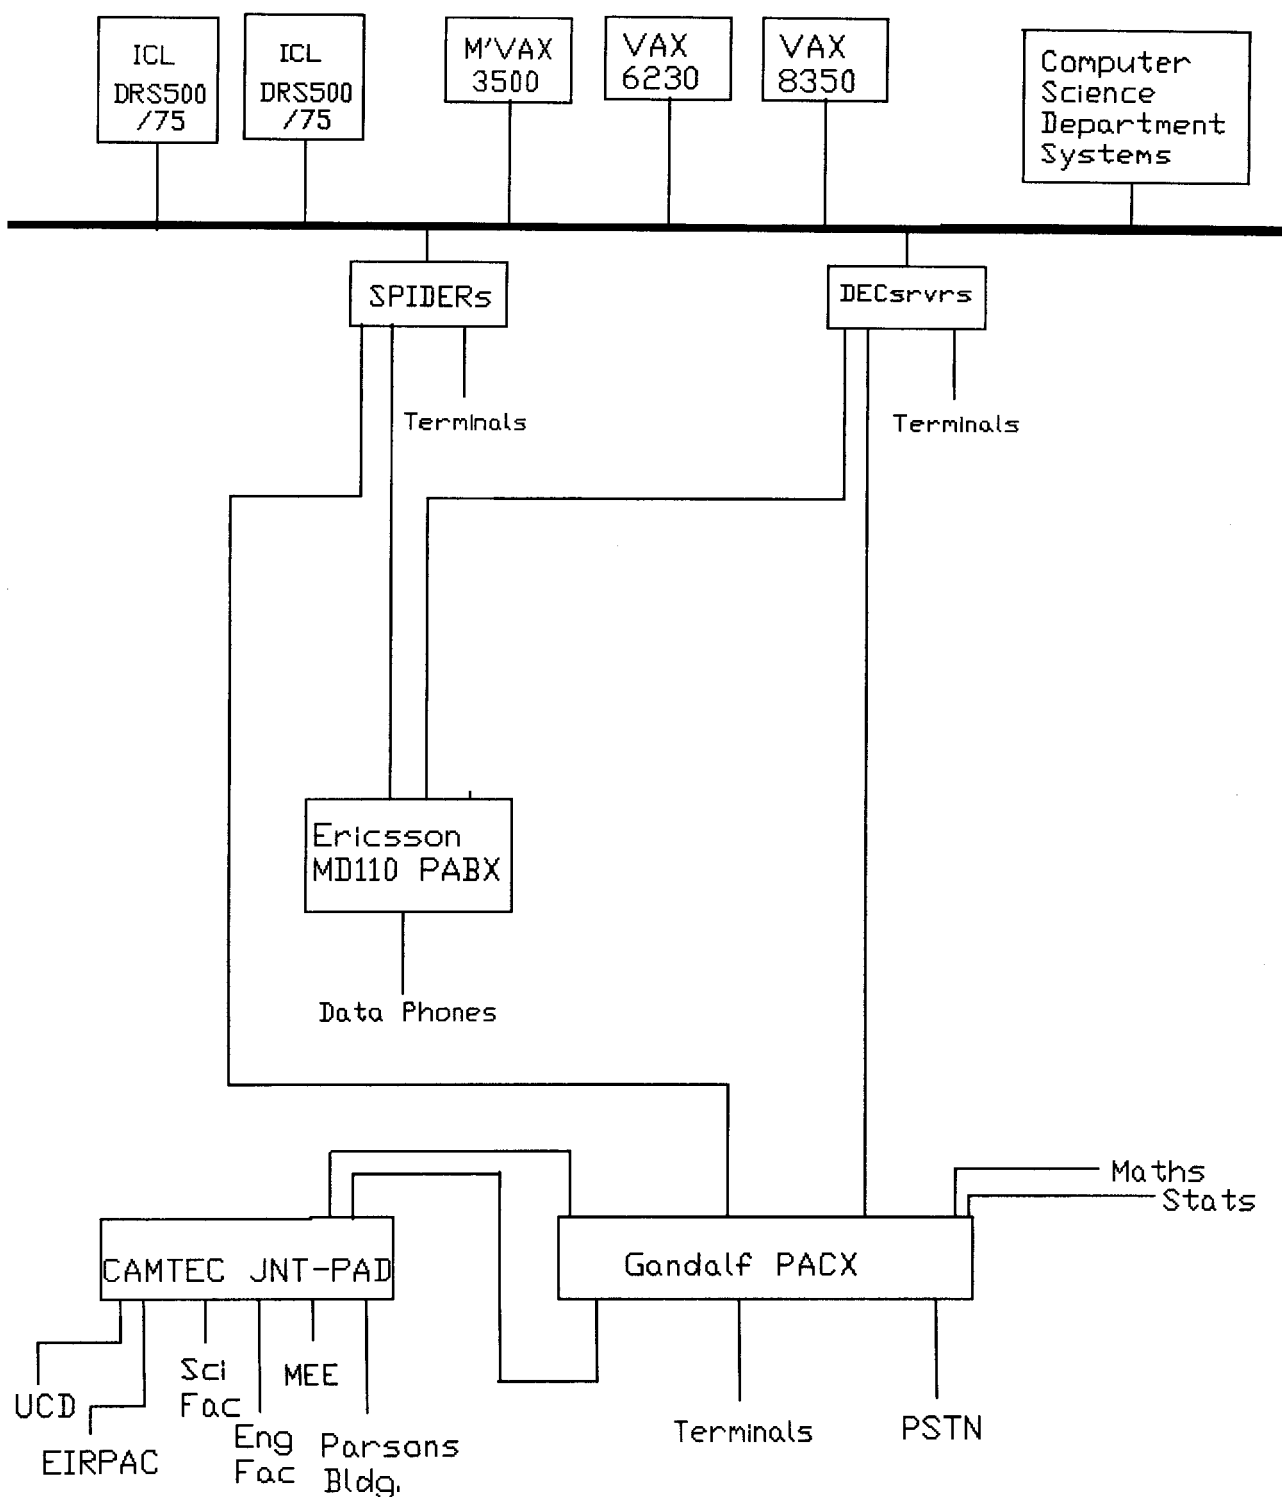 ICL
DRS500
/75
ICL
DRS500
/75
M'VAX
3500
VAX
6230
VAX
8350
Computer
Science
Department
Systems
SPIDERs
DECsrvrs
Terminals
Terminals
Ericsson
MD110 PABX
Data Phones
Maths
Stats
CAMTEC JNT-PAD
Gandalf PACX
UCD
EIRPAC
Sci
Fac
Eng
Fac
MEE
Parsons
Bldg.
Terminals
PSTN